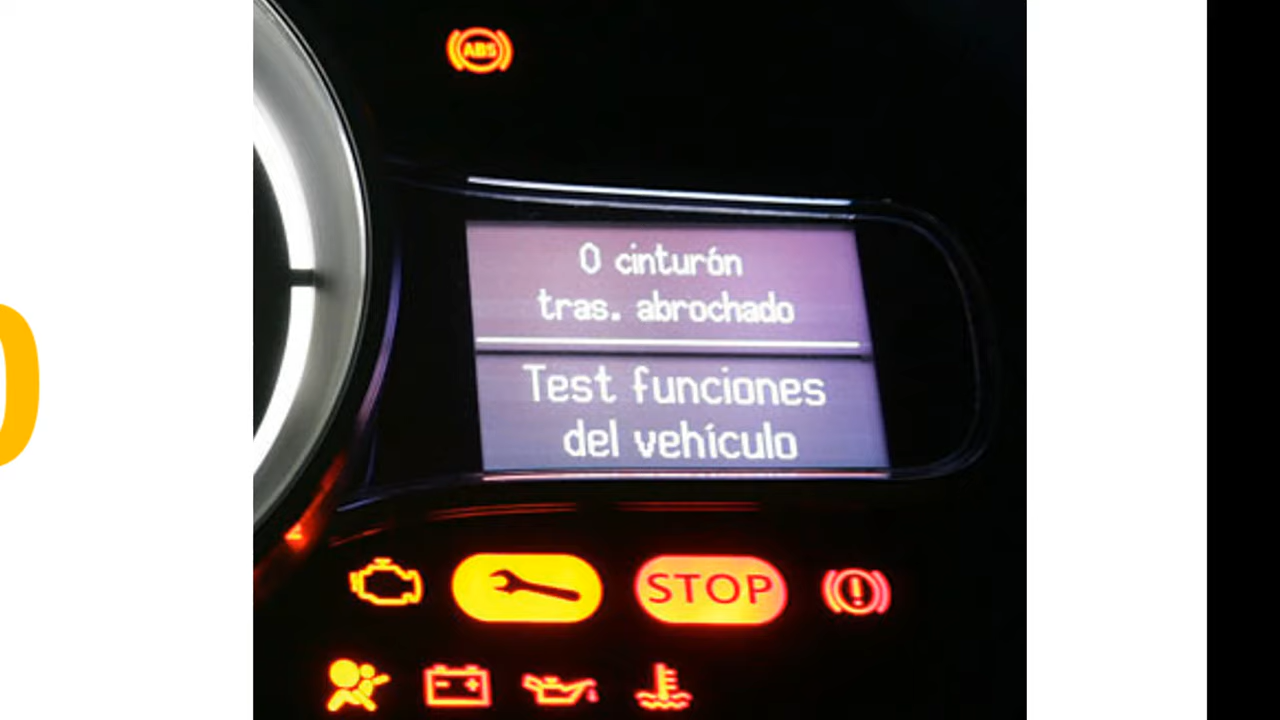 ABS
0 cinturón
tras. abrochado
Test funciones
del vehículo
STOP